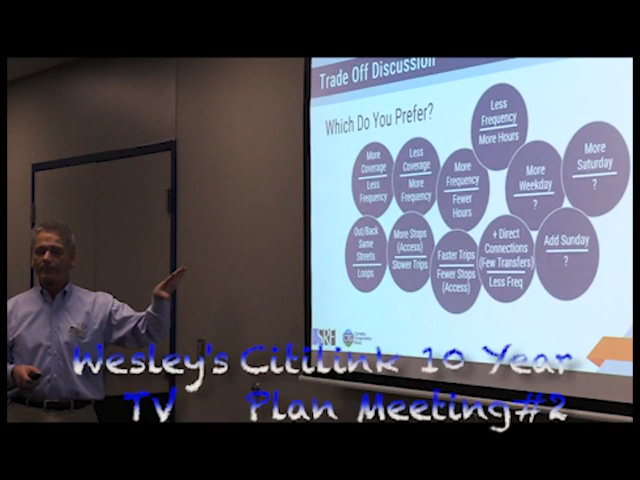 Trade Off Discussion
Which Do You Prefer?
Less
Frequency
More Hours
More
Coverage
Less
Frequency
Less
Coverage
More
Frequency
More
Frequency
Fewer
Hours
More
Weekday
?
More
Saturday
?
Out/Back
Same
Streets
Loops
More Stops
(Access)
Slower Trips
Faster Trips
Fewer Stops
(Access)
+ Direct
Connections
(Few Transfers)
Less Freq
Add Sunday
?
SRF
Wesley's Citilink 10 Year
TV Plan Meeting#2